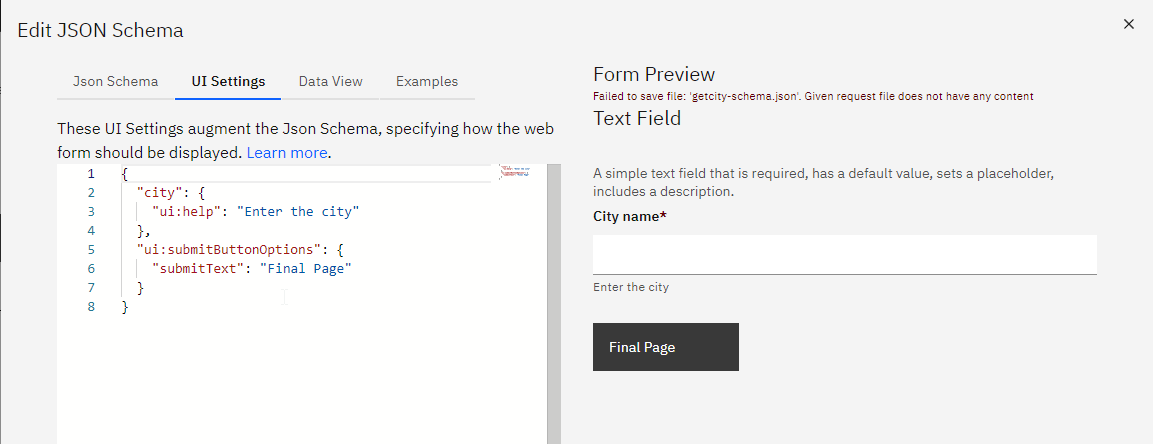 Edit JSON Schema
Json Schema UI Settings Data View Examples
These UI Settings augment the Json Schema, specifying how the web
form should be displayed. Learn more.
1 {
2 "city": {
3 "ui:help": "Enter the city"
4 },
5 "ui:submitButtonOptions": {
6 "submitText": "Final Page"
7 }
8 }
Form Preview
Failed to save file: 'getcity-schema.json'. Given request file does not have any content
Text Field
A simple text field that is required, has a default value, sets a placeholder,
includes a description.
City name*
Enter the city
Final Page